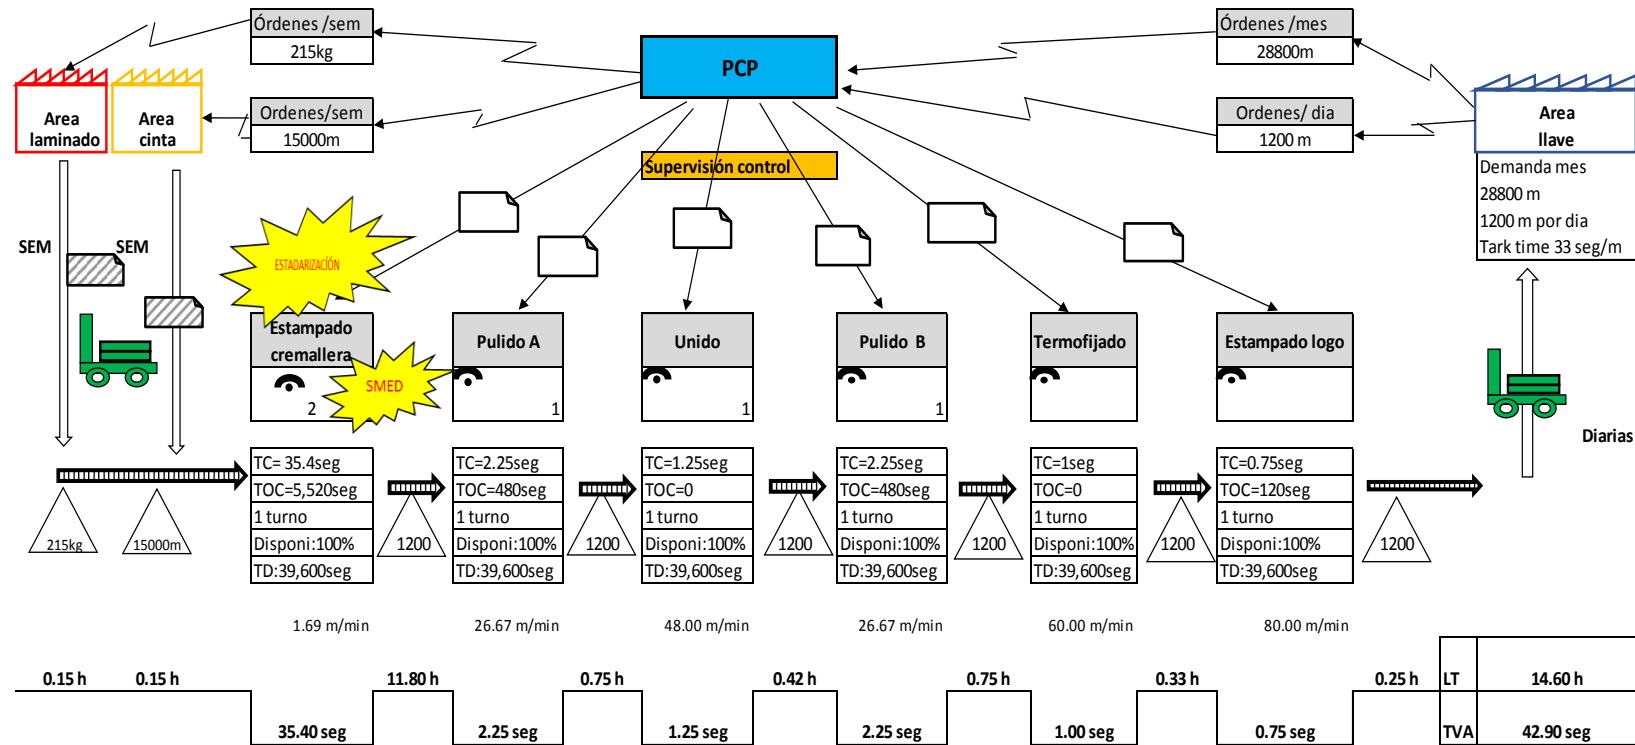 Órdenes /sem
215kg
PCP
Órdenes /mes
28800m
Area
laminado
Area
cinta
Ordenes/sem
15000m
Ordenes/ dia
1200 m
Area
llave
Supervisión control
Demanda mes
28800 m
1200 m por dia
Tark time 33 seg/m
SEM
SEM
ESTADARIZACÍÓN
Estampado
cremallera
Pulido A
Unido
Pulido B
Termofijado
Estampado logo
SMED
2
1
1
1
Diarias
TC= 35.4seg
TOC=5,520seg
1 turno
Disponi:100%
TD:39,600seg
TC=2.25seg
TOC=480seg
1 turno
Disponi:100%
TD:39,600seg
TC=1.25seg
TOC=0
1 turno
Disponi:100%
TD:39,600seg
TC=2.25seg
TOC=480seg
1 turno
Disponi:100%
TD:39,600seg
TC=1seg
TOC=0
1 turno
Disponi:100%
TD:39,600seg
TC=0.75seg
TOC=120seg
1 turno
Disponi:100%
TD:39,600seg
215kg
15000m
1200
1200
1200
1200
1200
1200
1.69 m/min
26.67 m/min
48.00 m/min
26.67 m/min
60.00 m/min
80.00 m/min
0.15 h
0.15 h
11.80 h
0.75 h
0.42 h
0.75 h
0.33 h
0.25 h
LT
14.60 h
35.40 seg
2.25 seg
1.25 seg
2.25 seg
1.00 seg
0.75 seg
TVA
42.90 seg